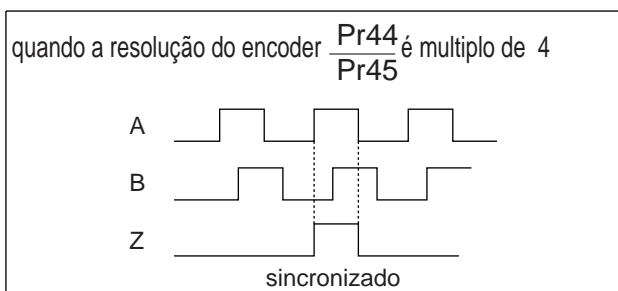 quando a resolução do encoder Pr44/Pr45 é multiplo de 4
A
B
Z
sincronizado